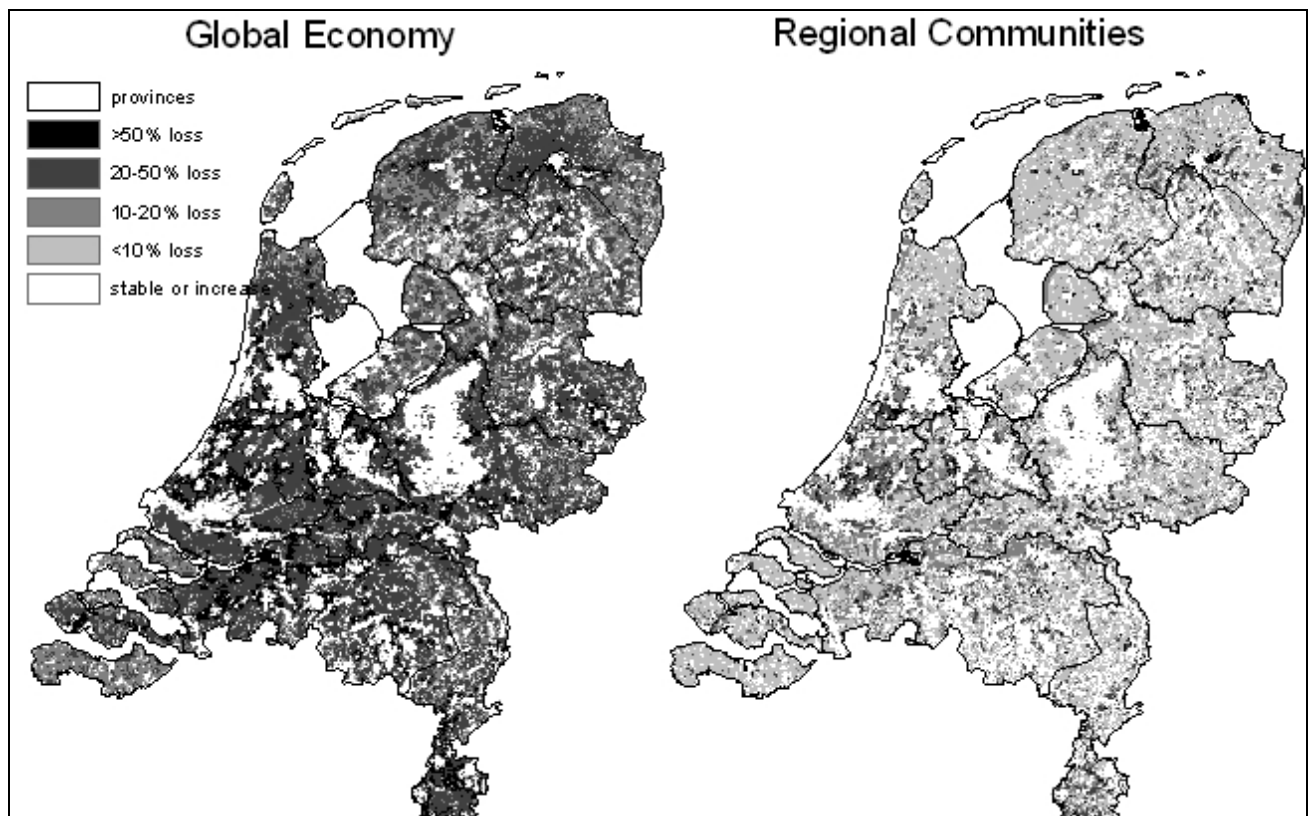 Global Economy
Regional Communities
provinces
>50% loss
20-50% loss
10-20% loss
<10% loss
stable or increase